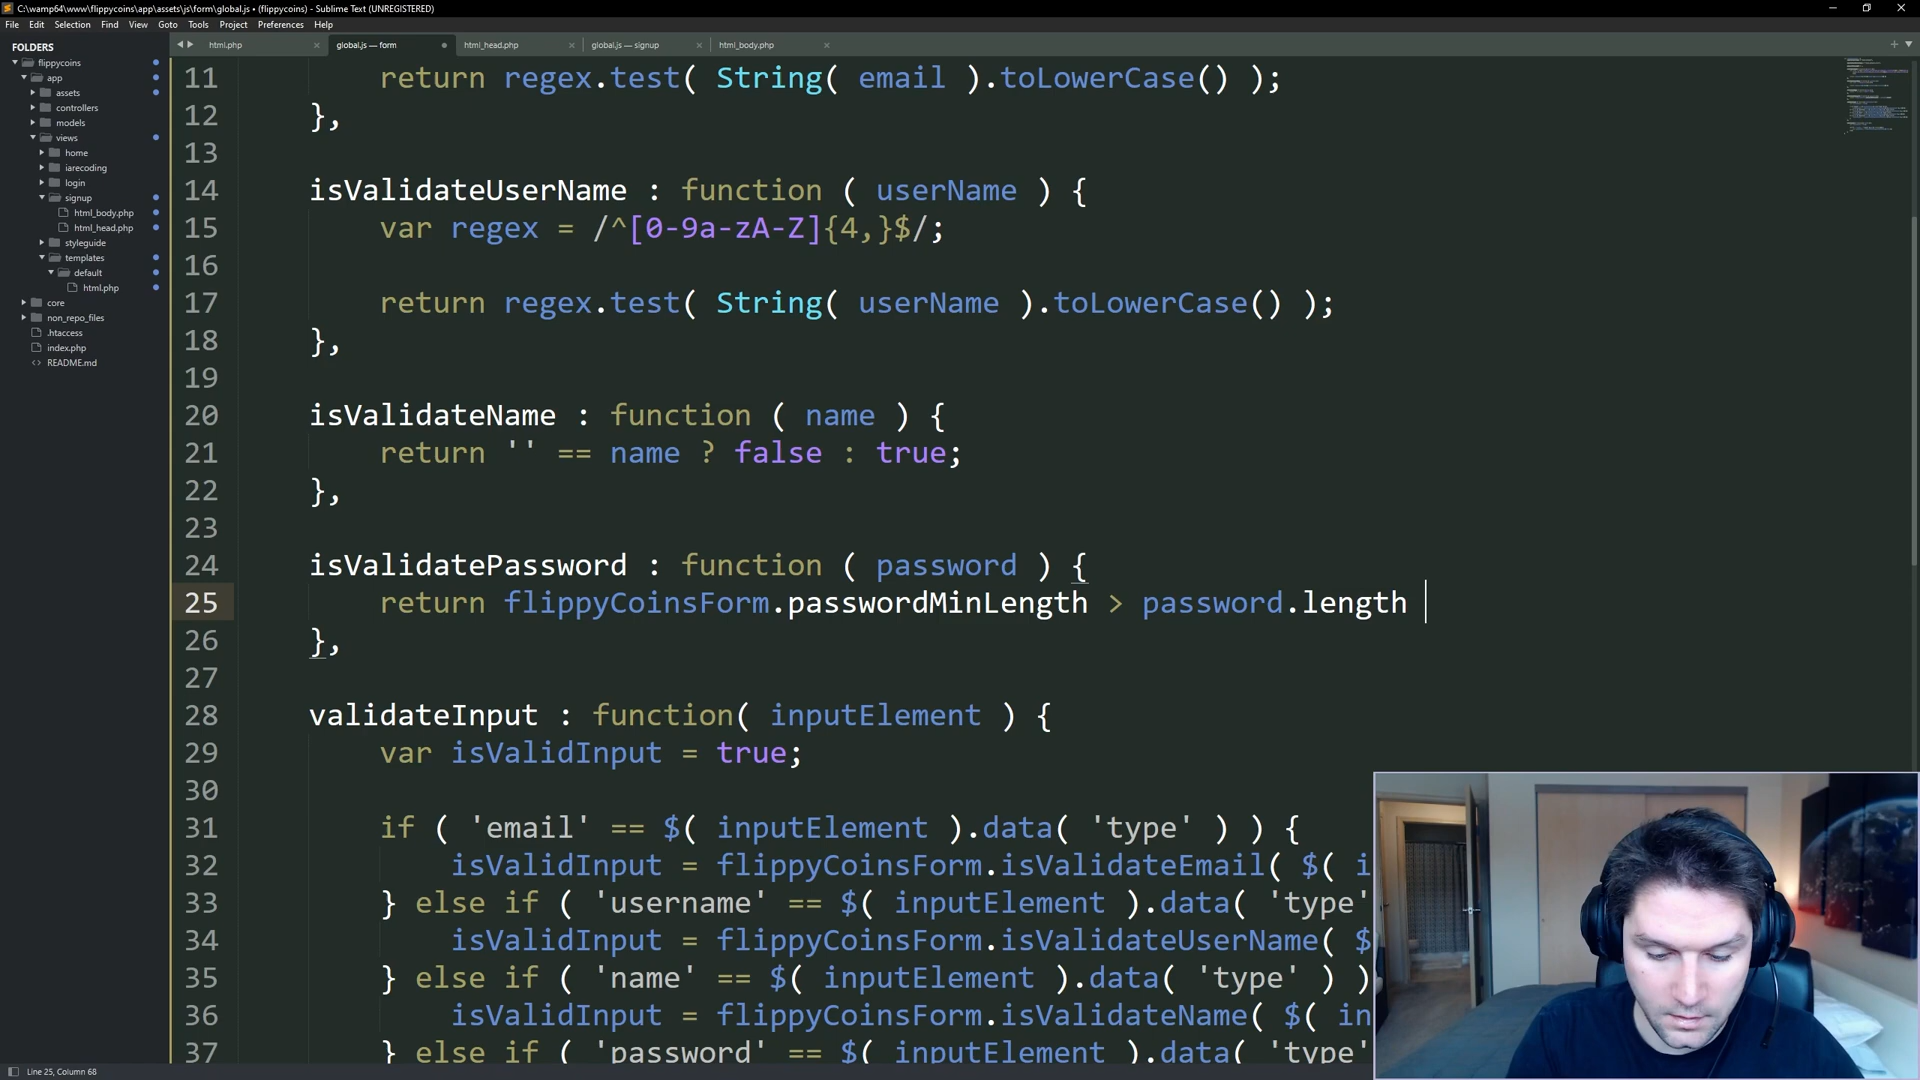 C:\wamp64\www\flippycoins\app\assets\js\form\global.js • (flippycoins) - Sublime Text (UNREGISTERED)
File Edit Selection Find View Goto Tools Project Preferences Help
FOLDERS
flippycoins
app
assets
controllers
models
views
home
iarecoding
login
signup
html_body.php
html_head.php
styleguide
templates
default
html.php
core
non_repo_files
.htaccess
index.php
README.md
html.php
global.js — form
html_head.php
global.js — signup
html_body.php
11 return regex.test( String( email ).toLowerCase() );
12 },
13
14 isValidateUserName : function ( userName ) {
15 var regex = /^[0-9a-zA-Z]{4,}$/;
16
17 return regex.test( String( userName ).toLowerCase() );
18 },
19
20 isValidateName : function ( name ) {
21 return '' == name ? false : true;
22 },
23
24 isValidatePassword : function ( password ) {
25 return flippyCoinsForm.passwordMinLength > password.length
26 },
27
28 validateInput : function( inputElement ) {
29 var isValidInput = true;
30
31 if ( 'email' == $( inputElement ).data( 'type' ) ) {
32 isValidInput = flippyCoinsForm.isValidateEmail( $( i
33 } else if ( 'username' == $( inputElement ).data( 'type'
34 isValidInput = flippyCoinsForm.isValidateUserName( $
35 } else if ( 'name' == $( inputElement ).data( 'type' ) )
36 isValidInput = flippyCoinsForm.isValidateName( $( in
37 } else if ( 'password' == $( inputElement ).data( 'type'
Line 25, Column 68